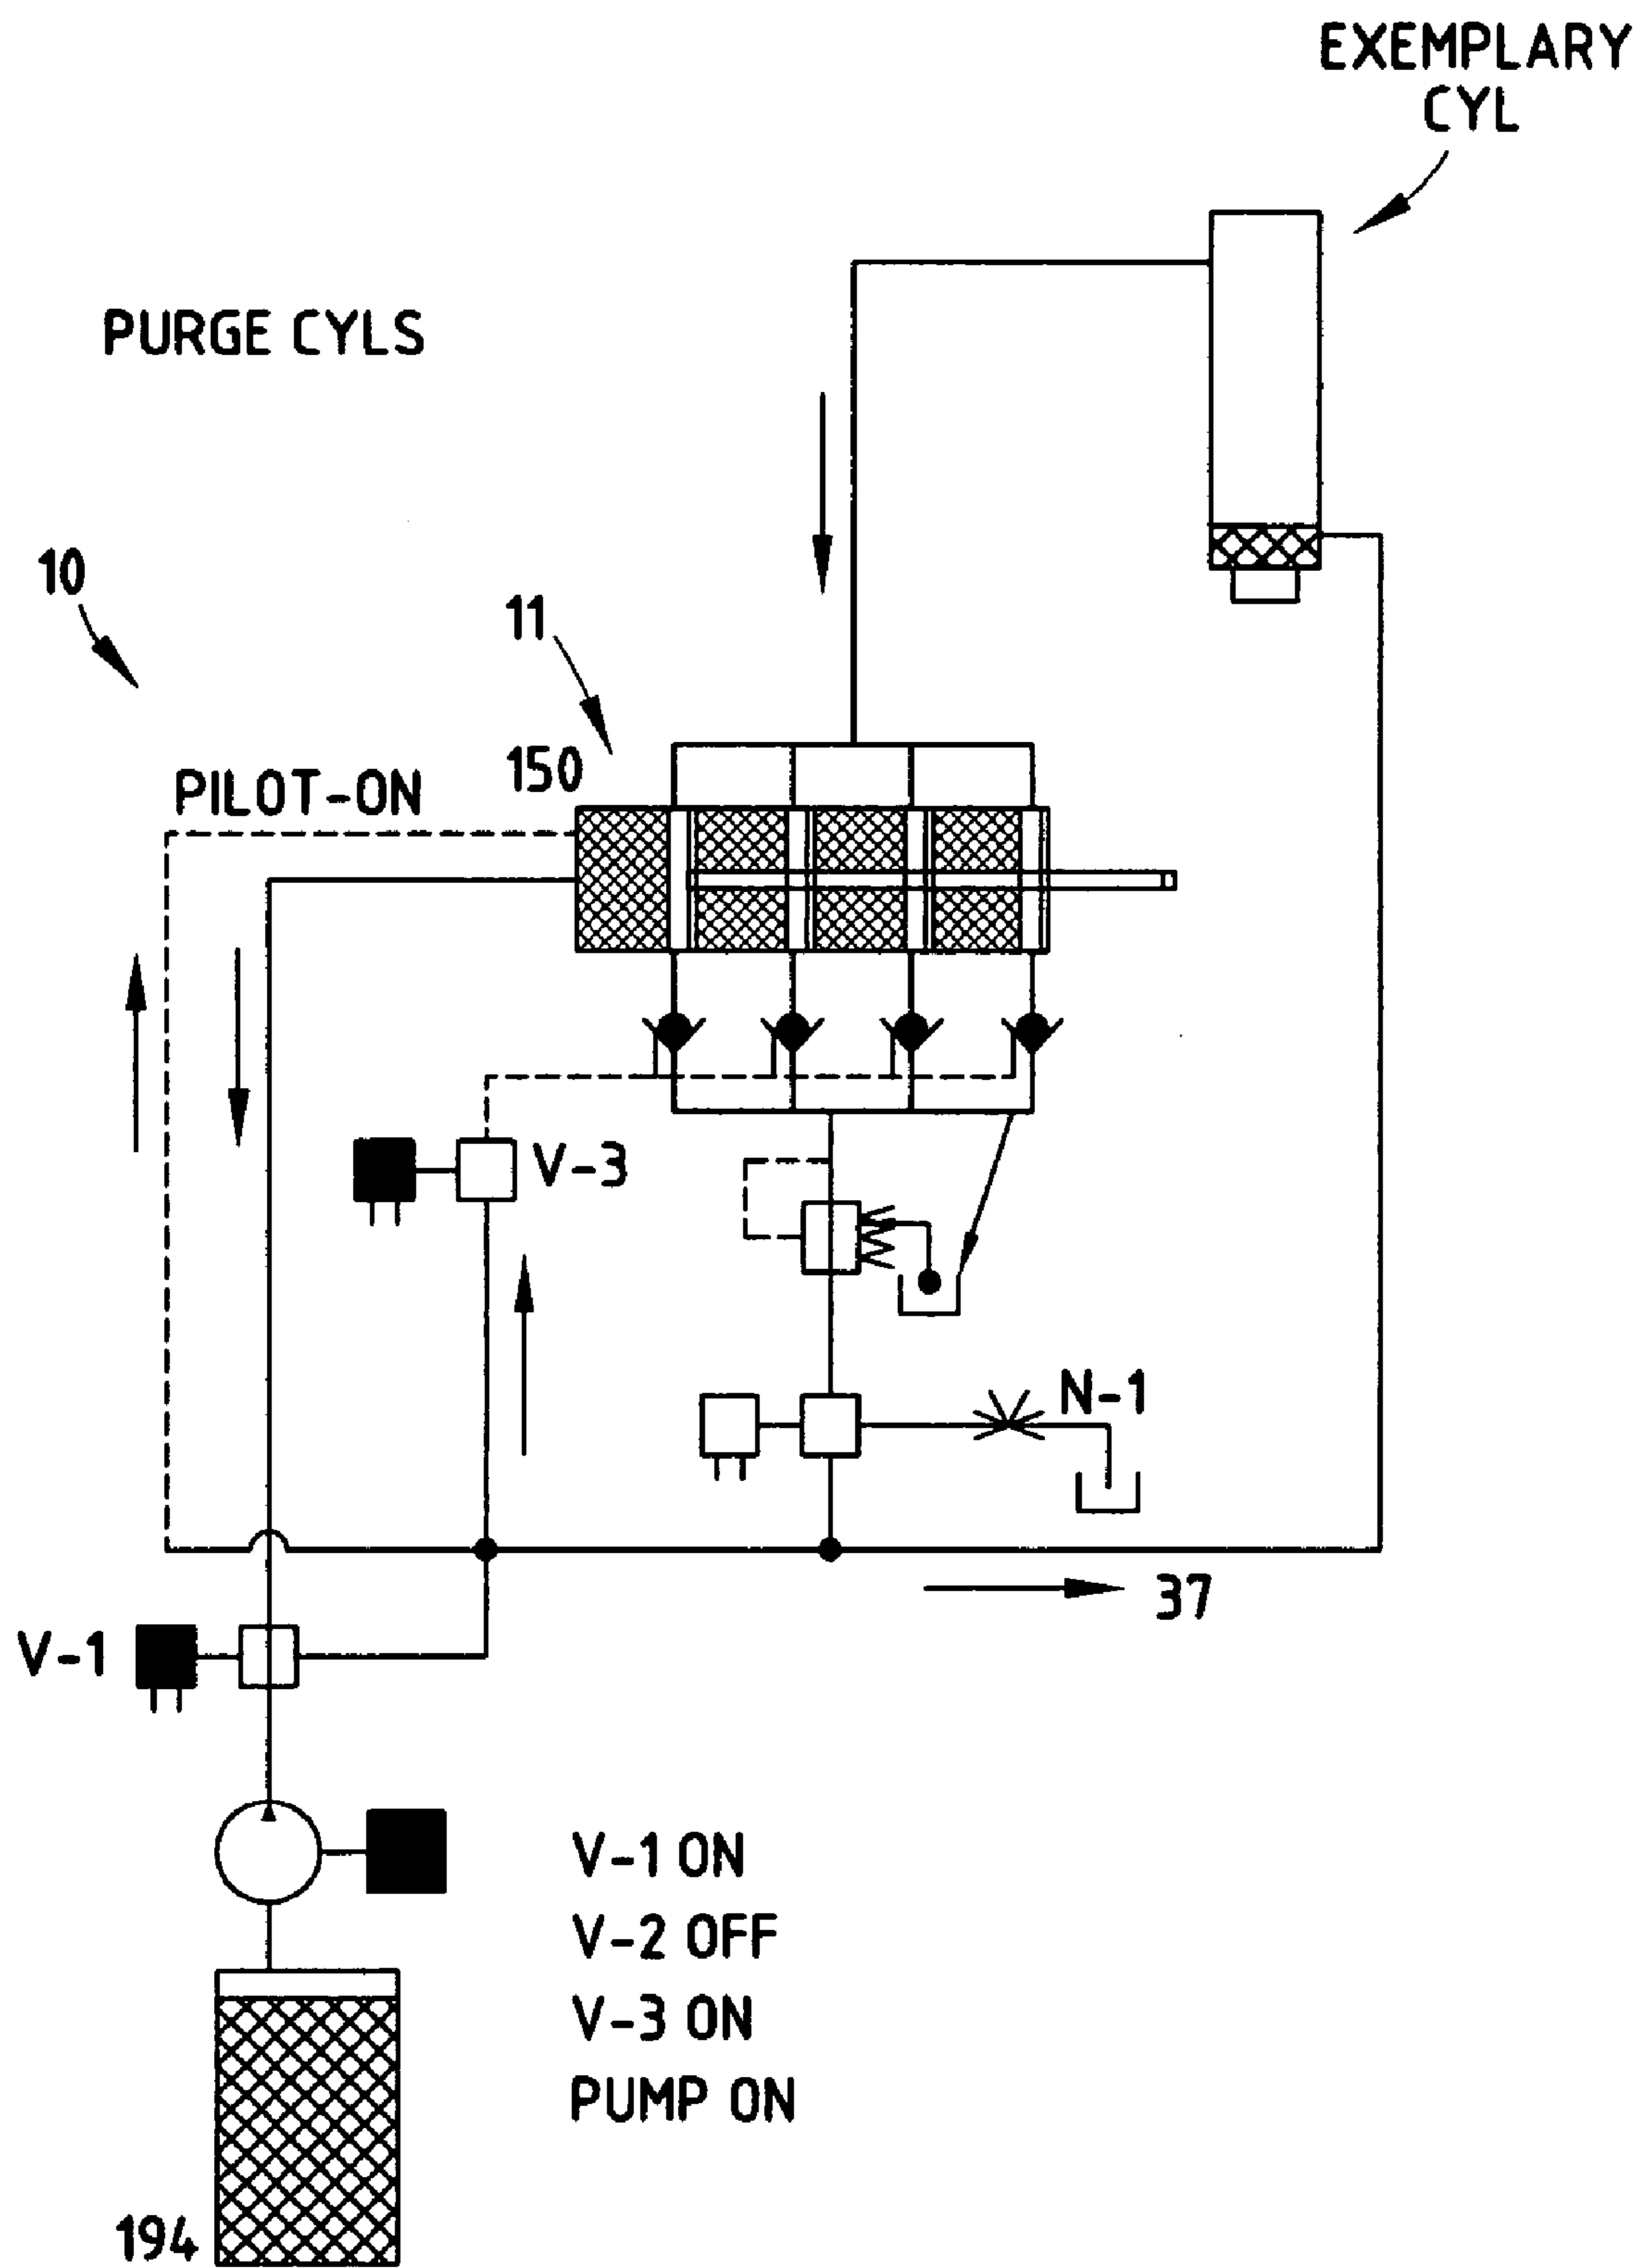 EXEMPLARY
CYL
PURGE CYLS
10
11
150
PILOT-ON
V-3
N-1
37
V-1
V-1 ON
V-2 OFF
V-3 ON
PUMP ON
194